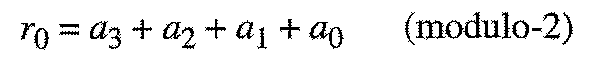 r₀ = a₃ + a₂ + a₁ + a₀ (modulo-2)